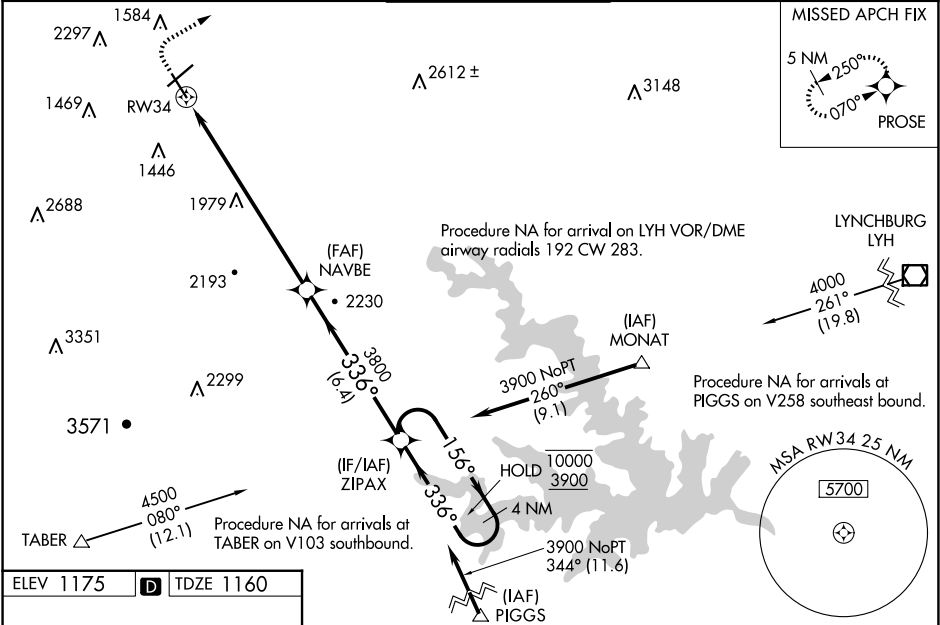 1584
2297
2612 ±
3148
1469
RW34
1446
2688
1979
MISSED APCH FIX
5 NM
250°
070°
PROSE
Procedure NA for arrival on LYH VOR/DME
airway radials 192 CW 283.
LYNCHBURG
LYH
4000
261°
(19.8)
(FAF)
NAVBE
2193
2230
3351
2299
3571
3800
336°
(6.4)
(IAF)
MONAT
3900 NoPT
260°
(9.1)
Procedure NA for arrivals at
PIGGS on V258 southeast bound.
(IF/IAF)
ZIPAX
156°
336°
HOLD
10000
3900
4 NM
MSA RW34 25 NM
5700
4500
080°
(12.1)
TABER
Procedure NA for arrivals at
TABER on V103 southbound.
3900 NoPT
344° (11.6)
(IAF)
PIGGS
ELEV 1175 D TDZE 1160